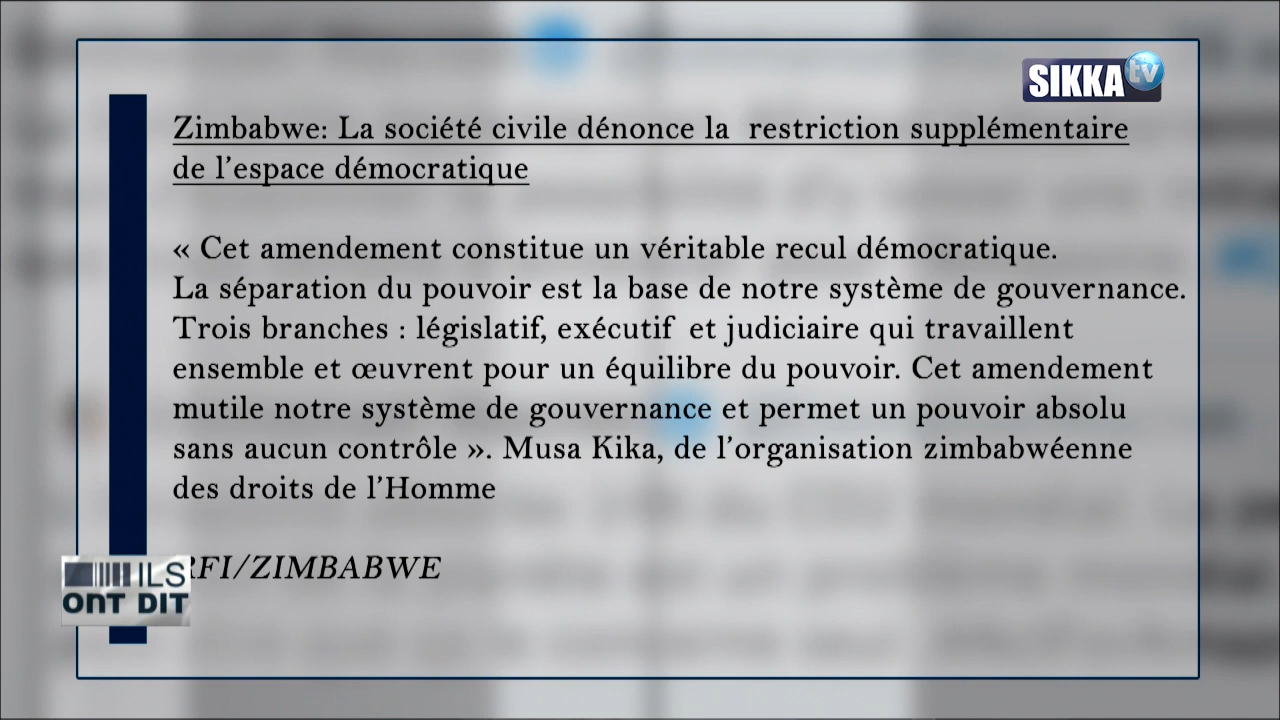 SIKKA tv
Zimbabwe: La société civile dénonce la restriction supplémentaire
de l'espace démocratique
« Cet amendement constitue un véritable recul démocratique.
La séparation du pouvoir est la base de notre système de gouvernance.
Trois branches : législatif, exécutif et judiciaire qui travaillent
ensemble et œuvrent pour un équilibre du pouvoir. Cet amendement
mutile notre système de gouvernance et permet un pouvoir absolu
sans aucun contrôle ». Musa Kika, de l'organisation zimbabwéenne
des droits de l'Homme
RFI/ZIMBABWE
ILS
ONT DIT